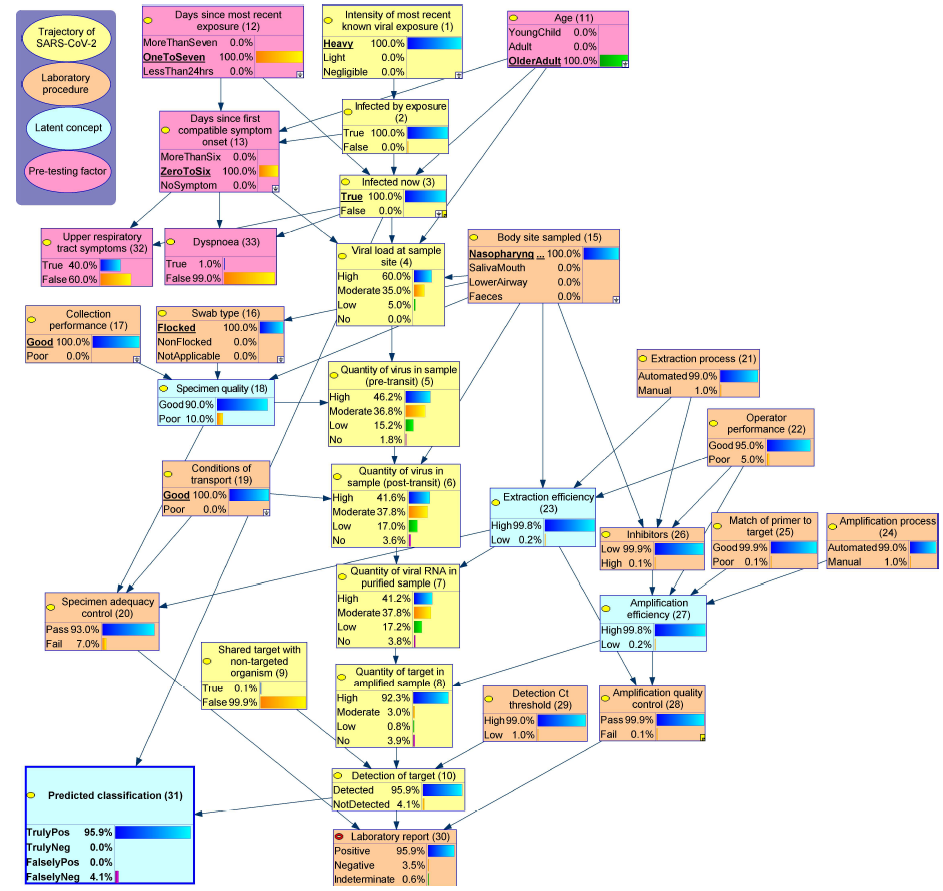 Trajectory of
SARS-CoV-2
Laboratory
procedure
Latent concept
Pre-testing factor
Days since most recent
exposure (12)
MoreThanSeven 0.0%
OneToSeven 100.0%
LessThan24hrs 0.0%
Intensity of most recent
known viral exposure (1)
Heavy 100.0%
Light 0.0%
Negligible 0.0%
Age (11)
YoungChild 0.0%
Adult 0.0%
OlderAdult 100.0%
Days since first
compatible symptom
onset (13)
MoreThanSix 0.0%
ZeroToSix 100.0%
NoSymptom 0.0%
Infected by exposure
(2)
True 100.0%
False 0.0%
Infected now (3)
True 100.0%
False 0.0%
Upper respiratory
tract symptoms (32)
True 40.0%
False 60.0%
Dyspnoea (33)
True 1.0%
False 99.0%
Viral load at sample
site (4)
High 60.0%
Moderate 35.0%
Low 5.0%
No 0.0%
Body site sampled (15)
Nasopharyng ... 100.0%
SalivaMouth 0.0%
LowerAirway 0.0%
Faeces 0.0%
Collection
performance (17)
Good 100.0%
Poor 0.0%
Swab type (16)
Flocked 100.0%
NonFlocked 0.0%
NotApplicable 0.0%
Specimen quality (18)
Good 90.0%
Poor 10.0%
Quantity of virus in sample
(pre-transit) (5)
High 46.2%
Moderate 36.8%
Low 15.2%
No 1.8%
Extraction process (21)
Automated 99.0%
Manual 1.0%
Operator
performance (22)
Good 95.0%
Poor 5.0%
Conditions of
transport (19)
Good 100.0%
Poor 0.0%
Quantity of virus in
sample (post-transit) (6)
High 41.6%
Moderate 37.8%
Low 17.0%
No 3.6%
Extraction efficiency
(23)
High 99.8%
Low 0.2%
Inhibitors (26)
Low 99.9%
High 0.1%
Match of primer to
target (25)
Good 99.9%
Poor 0.1%
Amplification process
(24)
Automated 99.0%
Manual 1.0%
Quantity of viral RNA in
purified sample (7)
High 41.2%
Moderate 37.8%
Low 17.2%
No 3.8%
Specimen adequacy
control (20)
Pass 93.0%
Fail 7.0%
Amplification
efficiency (27)
High 99.8%
Low 0.2%
Shared target with
non-targeted
organism (9)
True 0.1%
False 99.9%
Quantity of target in
amplified sample (8)
High 92.3%
Moderate 3.0%
Low 0.8%
No 3.9%
Detection Ct
threshold (29)
High 99.0%
Low 1.0%
Amplification quality
control (28)
Pass 99.9%
Fail 0.1%
Predicted classification (31)
TrulyPos 95.9%
TrulyNeg 0.0%
FalselyPos 0.0%
FalselyNeg 4.1%
Detection of target (10)
Detected 95.9%
NotDetected 4.1%
Laboratory report (30)
Positive 95.9%
Negative 3.5%
Indeterminate 0.6%